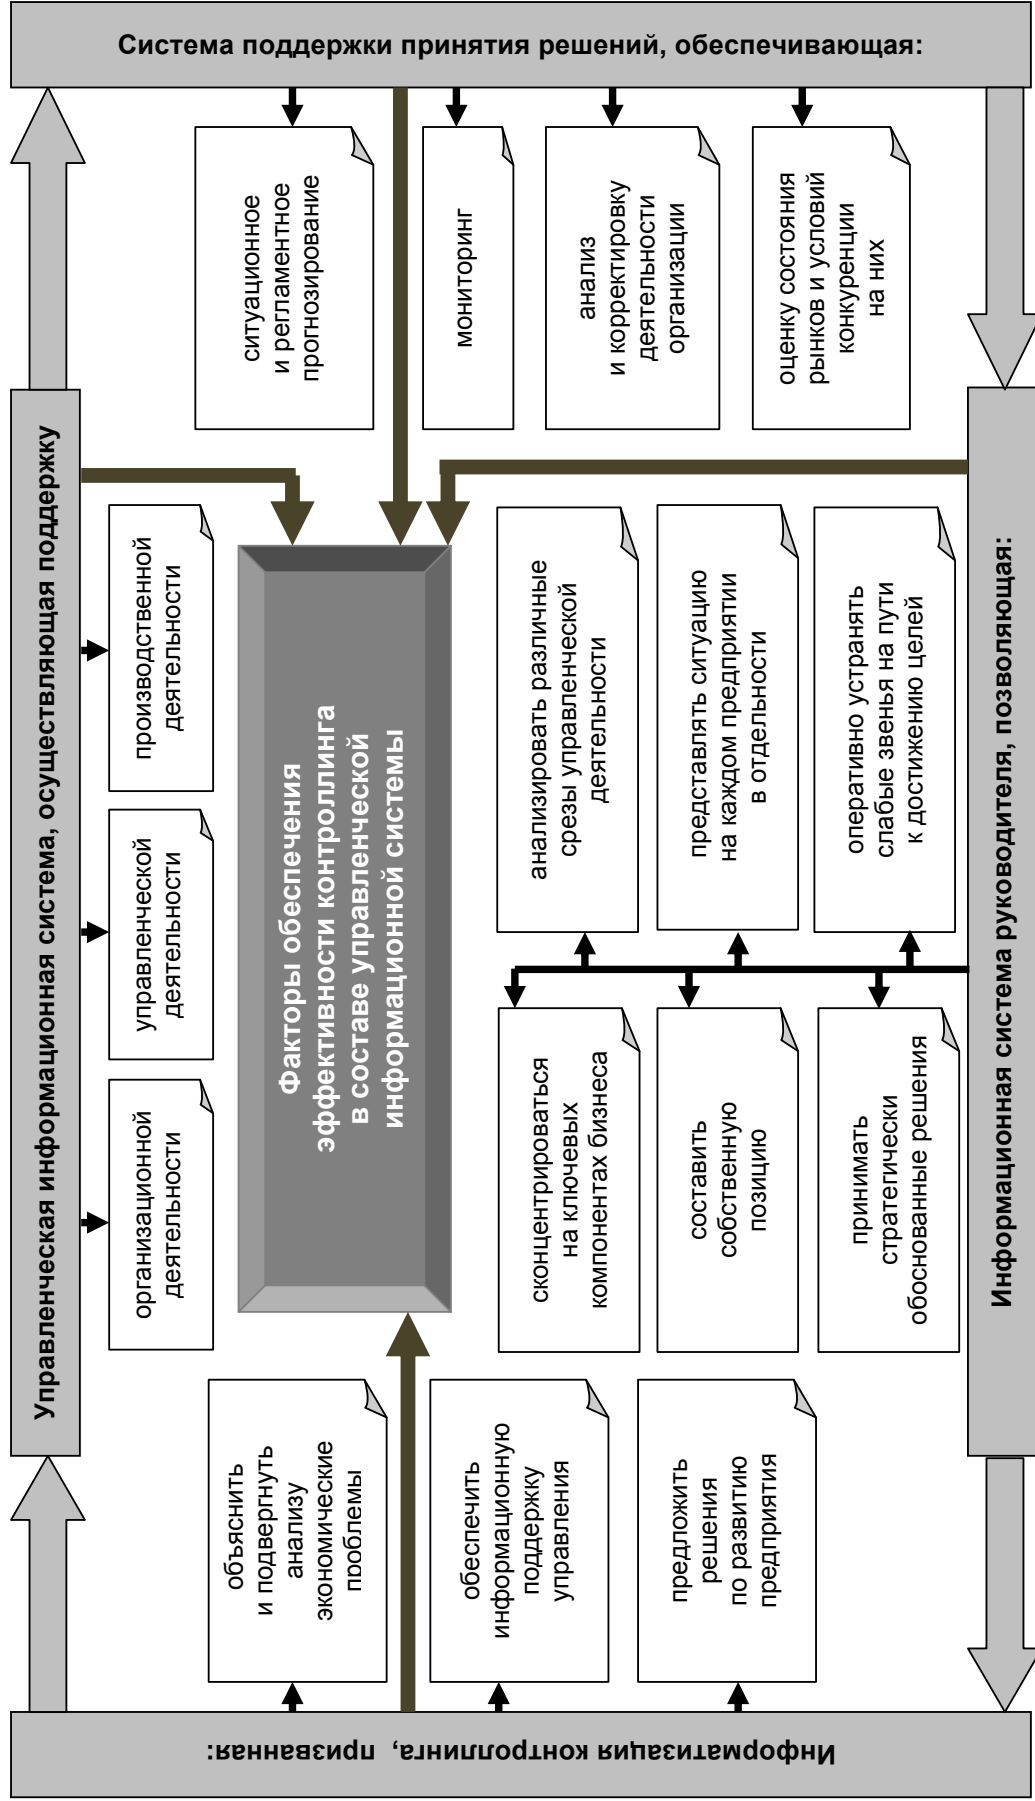 Управленческая информационная система, осуществляющая поддержку
организационной
деятельности
управленческой
деятельности
производственной
деятельности
Информатизация контроллинга, призванная:
объяснить
и подвергнуть
анализу
экономические
проблемы
обеспечить
информационную
поддержку
управления
предложить
решения
по развитию
предприятия
Факторы обеспечения
эффективности контроллинга
в составе управленческой
информационной системы
Система поддержки принятия решений, обеспечивающая:
ситуационное
и регламентное
прогнозирование
мониторинг
анализ
и корректировку
деятельности
организации
оценку состояния
рынков и условий
конкуренции
на них
сконцентрироваться
на ключевых
компонентах бизнеса
анализировать различные
срезы управленческой
деятельности
составить
собственную
позицию
представлять ситуацию
на каждом предприятии
в отдельности
принимать
стратегически
обоснованные решения
оперативно устранять
слабые звенья на пути
к достижению целей
Информационная система руководителя, позволяющая: